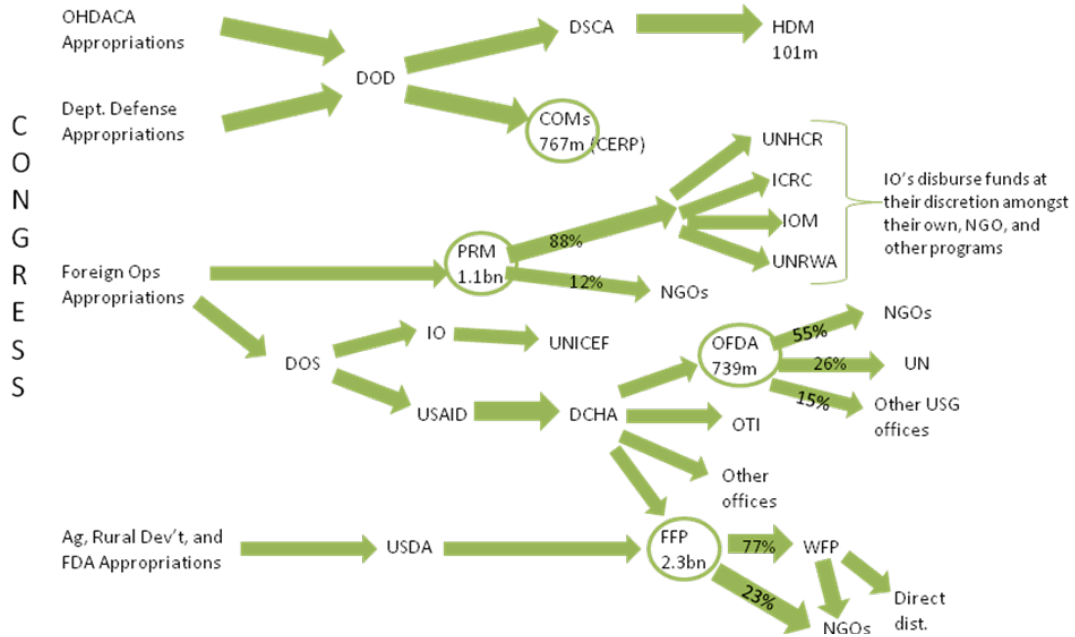 CONGRESS
OHDACA
Appropriations
Dept. Defense
Appropriations
DOD
DSCA
HDM
101m
COMs
767m (CERP)
UNHCR
ICRC
IOM
UNRWA
IO's disburse funds at
their discretion amongst
their own, NGO, and
other programs
Foreign Ops
Appropriations
PRM
1.1bn
88%
12%
NGOs
DOS
IO
UNICEF
USAID
DCHA
OFDA
739m
55%
NGOs
26%
UN
15%
Other USG
offices
OTI
Other
offices
Ag, Rural Dev't, and
FDA Appropriations
USDA
FFP
2.3bn
77%
WFP
23%
NGOs
Direct
dist.